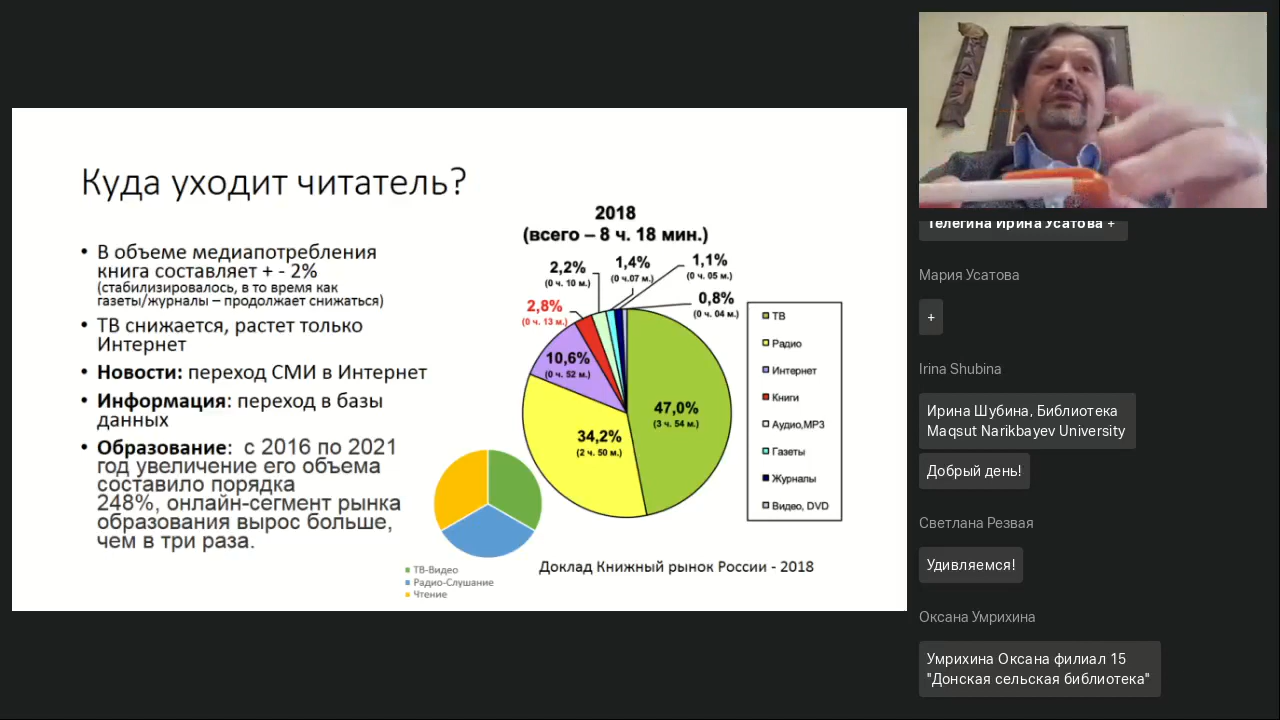 Куда уходит читатель?
• В объеме медиапотребления
книга составляет + - 2%
(стабилизировалось, в то время как
газеты/журналы – продолжает снижаться)
• ТВ снижается, растет только
Интернет
• Новости: переход СМИ в Интернет
• Информация: переход в базы
данных
• Образование: с 2016 по 2021
год увеличение его объема
составило порядка
248%, онлайн-сегмент рынка
образования вырос больше,
чем в три раза.
2018
(всего – 8 ч. 18 мин.)
2,2%
(0 ч. 10 м.)
1,4%
(0 ч.07 м.)
1,1%
(0 ч. 05 м.)
0,8%
(0 ч. 04 м.)
2,8%
(0 ч. 13 м.)
10,6%
(0 ч. 52 м.)
34,2%
(2 ч. 50 м.)
47,0%
(3 ч. 54 м.)
ТВ
Радио
Интернет
Книги
Аудио,МР3
Газеты
Журналы
Видео, DVD
ТВ-Видео
Радио-Слушание
Чтение
Доклад Книжный рынок России - 2018
Телегина Ирина Усатова +
Мария Усатова
+
Irina Shubina
Ирина Шубина, Библиотека
Maqsut Narikbayev University
Добрый день!
Светлана Резвая
Удивляемся!
Оксана Умрихина
Умрихина Оксана филиал 15
"Донская сельская библиотека"